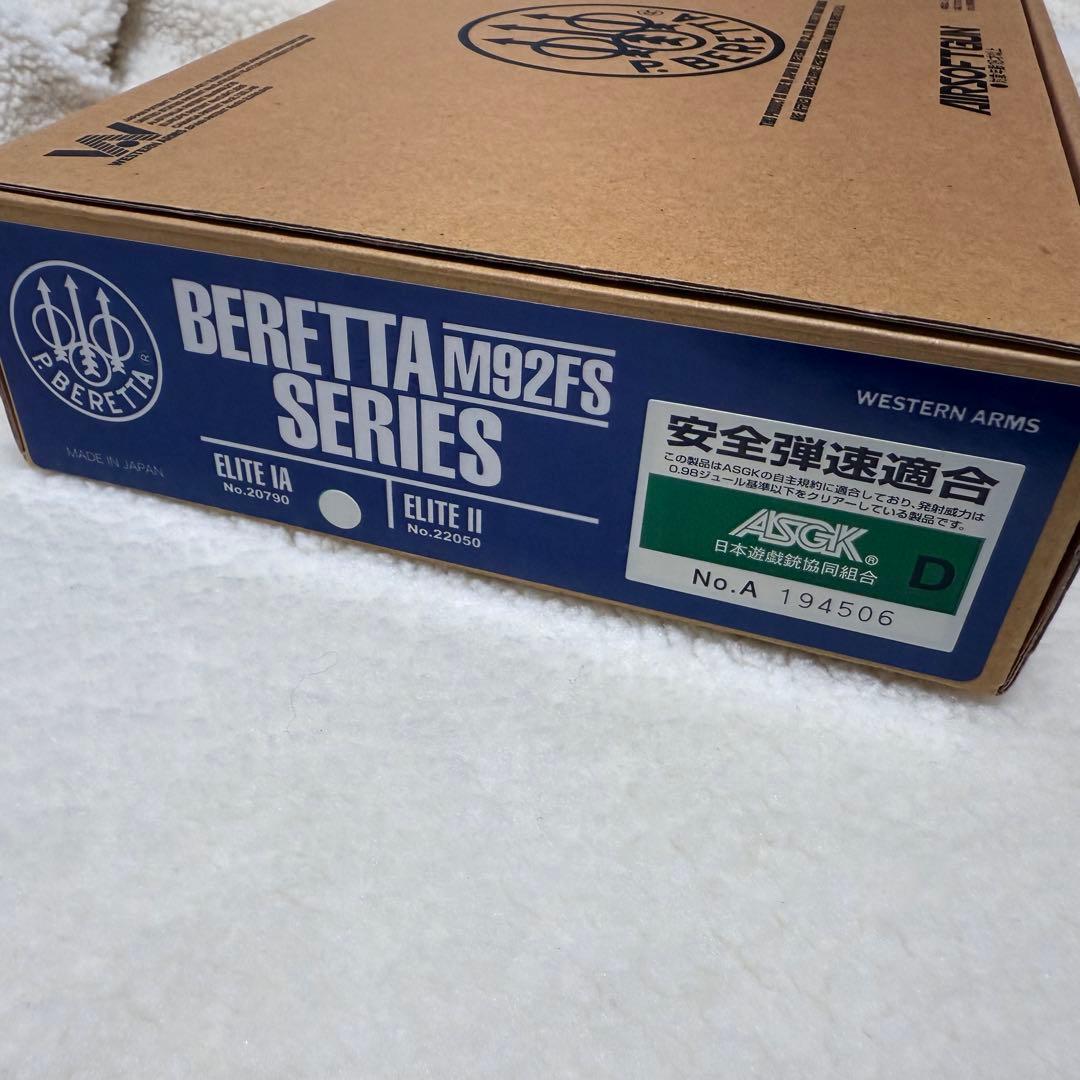 P. BERETTA
®
WESTERN ARMS
AIRSOFTGUN
P. BERETTA
®
BERETTA
M92FS
SERIES
WESTERN ARMS
MADE IN JAPAN
ELITE IA
No.20790
ELITE II
No.22050
安全弾速適合
この製品はASGKの自主規約に適合しており、発射威力は
0.98ジュール基準以下をクリアーしている製品です。
ASGK®
日本遊戯銃協同組合
D
No.A 194506